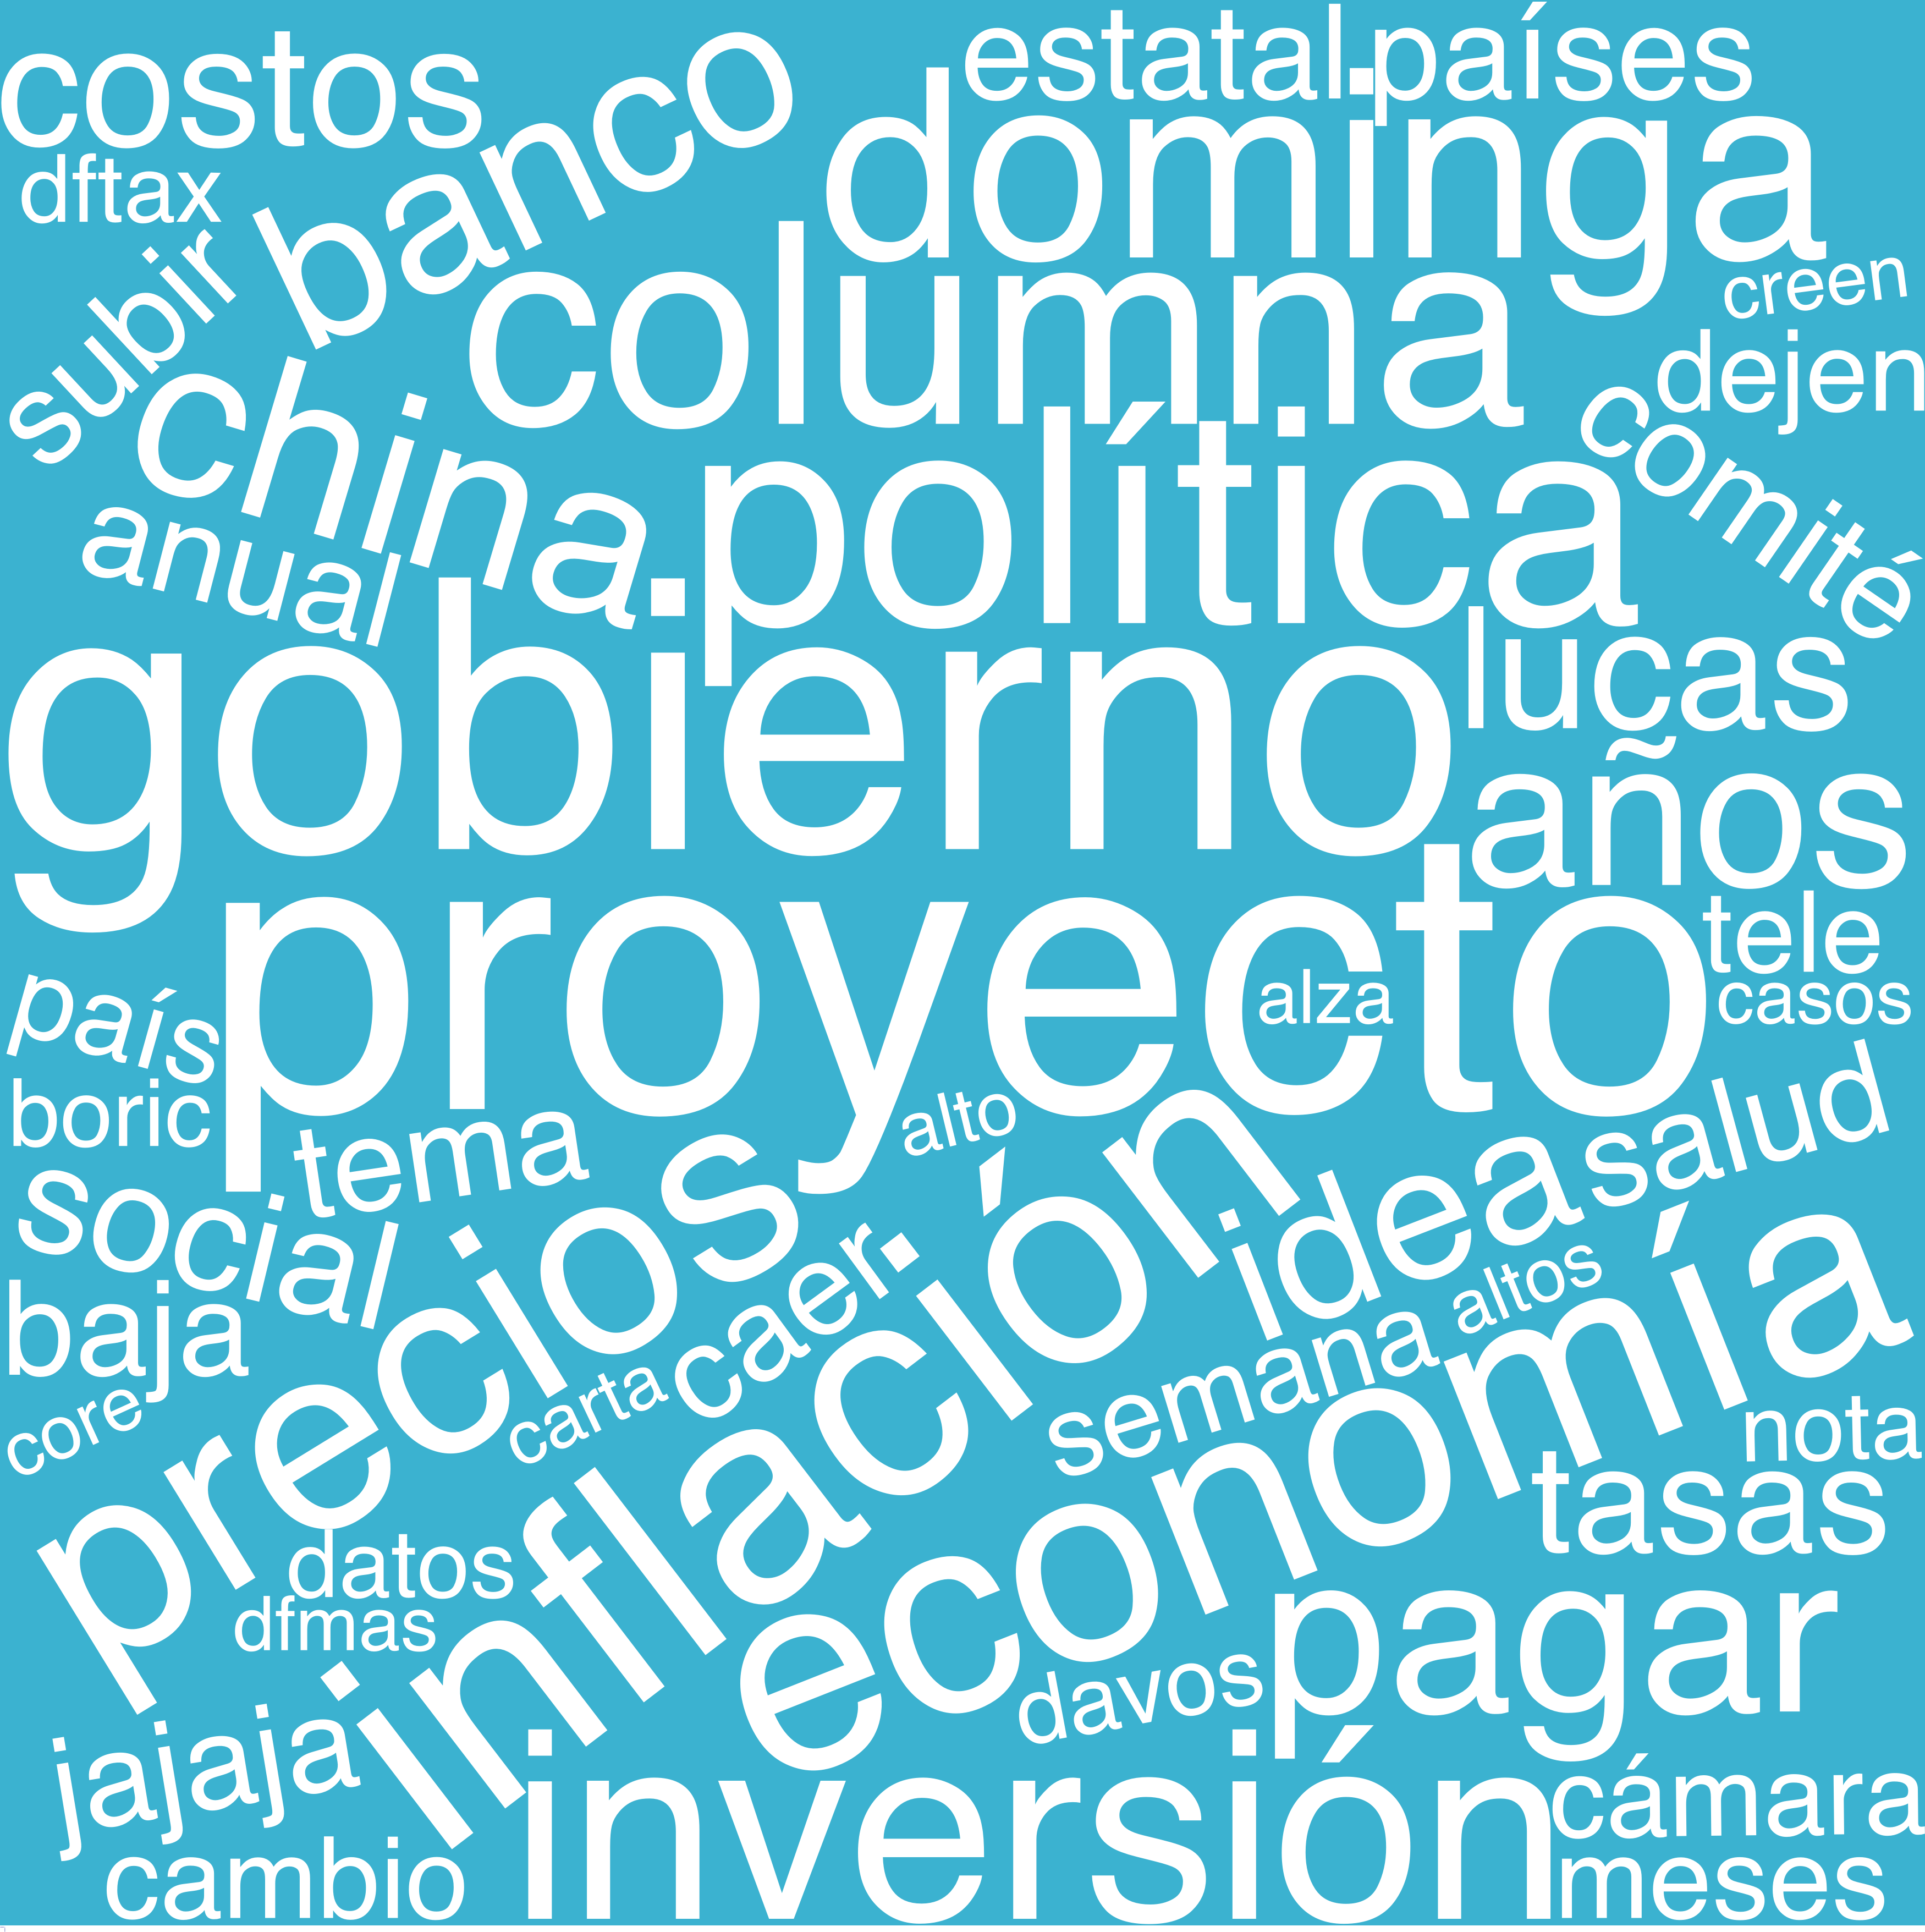 costos
banco
estatal
países
dftax
dominga
subir
columna
creen
dejen
china
política
comité
anual
gobierno
lucas
años
proyecto
tele
casos
alza
país
boric
alto
tema
salud
social
precios
inflación
ideas
altos
baja
caer
semana
economía
core
carta
nota
tasas
datos
dfmas
pagar
davos
jajaja
inversión
cámara
cambio
meses